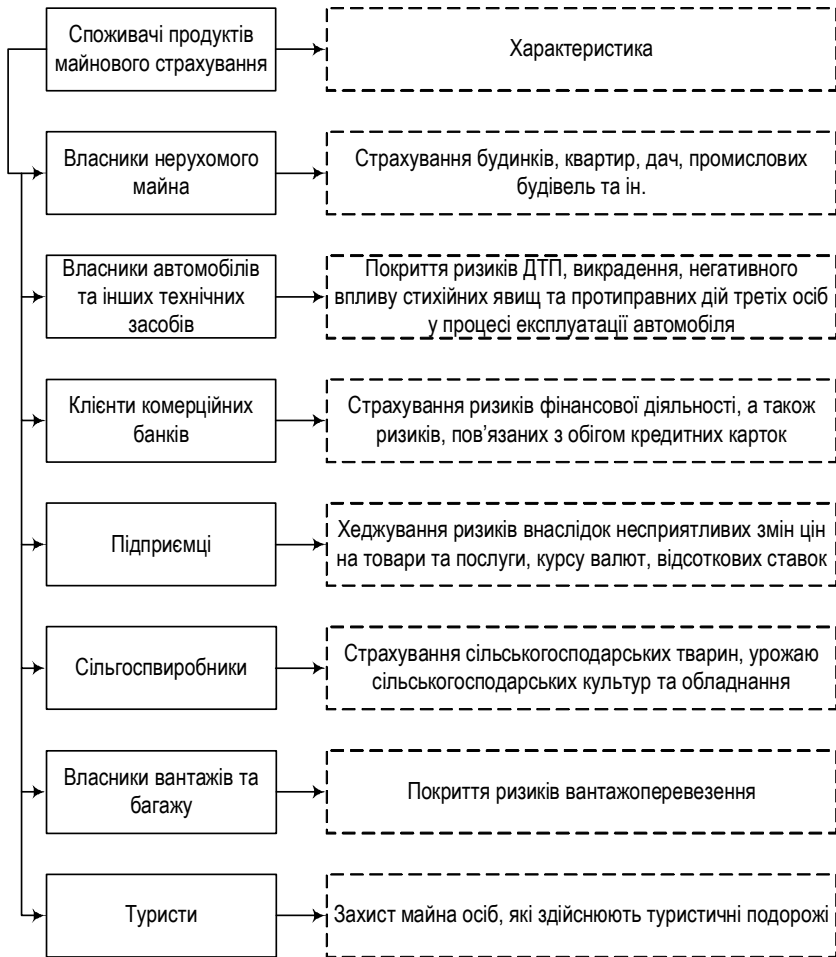 Споживачі продуктів
майнового страхування
Характеристика
Власники нерухомого
майна
Страхування будинків, квартир, дач, промислових
будівель та ін.
Власники автомобілів
та інших технічних
засобів
Покриття ризиків ДТП, викрадення, негативного
впливу стихійних явищ та протиправних дій третіх осіб
у процесі експлуатації автомобіля
Клієнти комерційних
банків
Страхування ризиків фінансової діяльності, а також
ризиків, пов’язаних з обігом кредитних карток
Підприємці
Хеджування ризиків внаслідок несприятливих змін цін
на товари та послуги, курсу валют, відсоткових ставок
Сільгоспвиробники
Страхування сільськогосподарських тварин, урожаю
сільськогосподарських культур та обладнання
Власники вантажів та
багажу
Покриття ризиків вантажоперевезення
Туристи
Захист майна осіб, які здійснюють туристичні подорожі